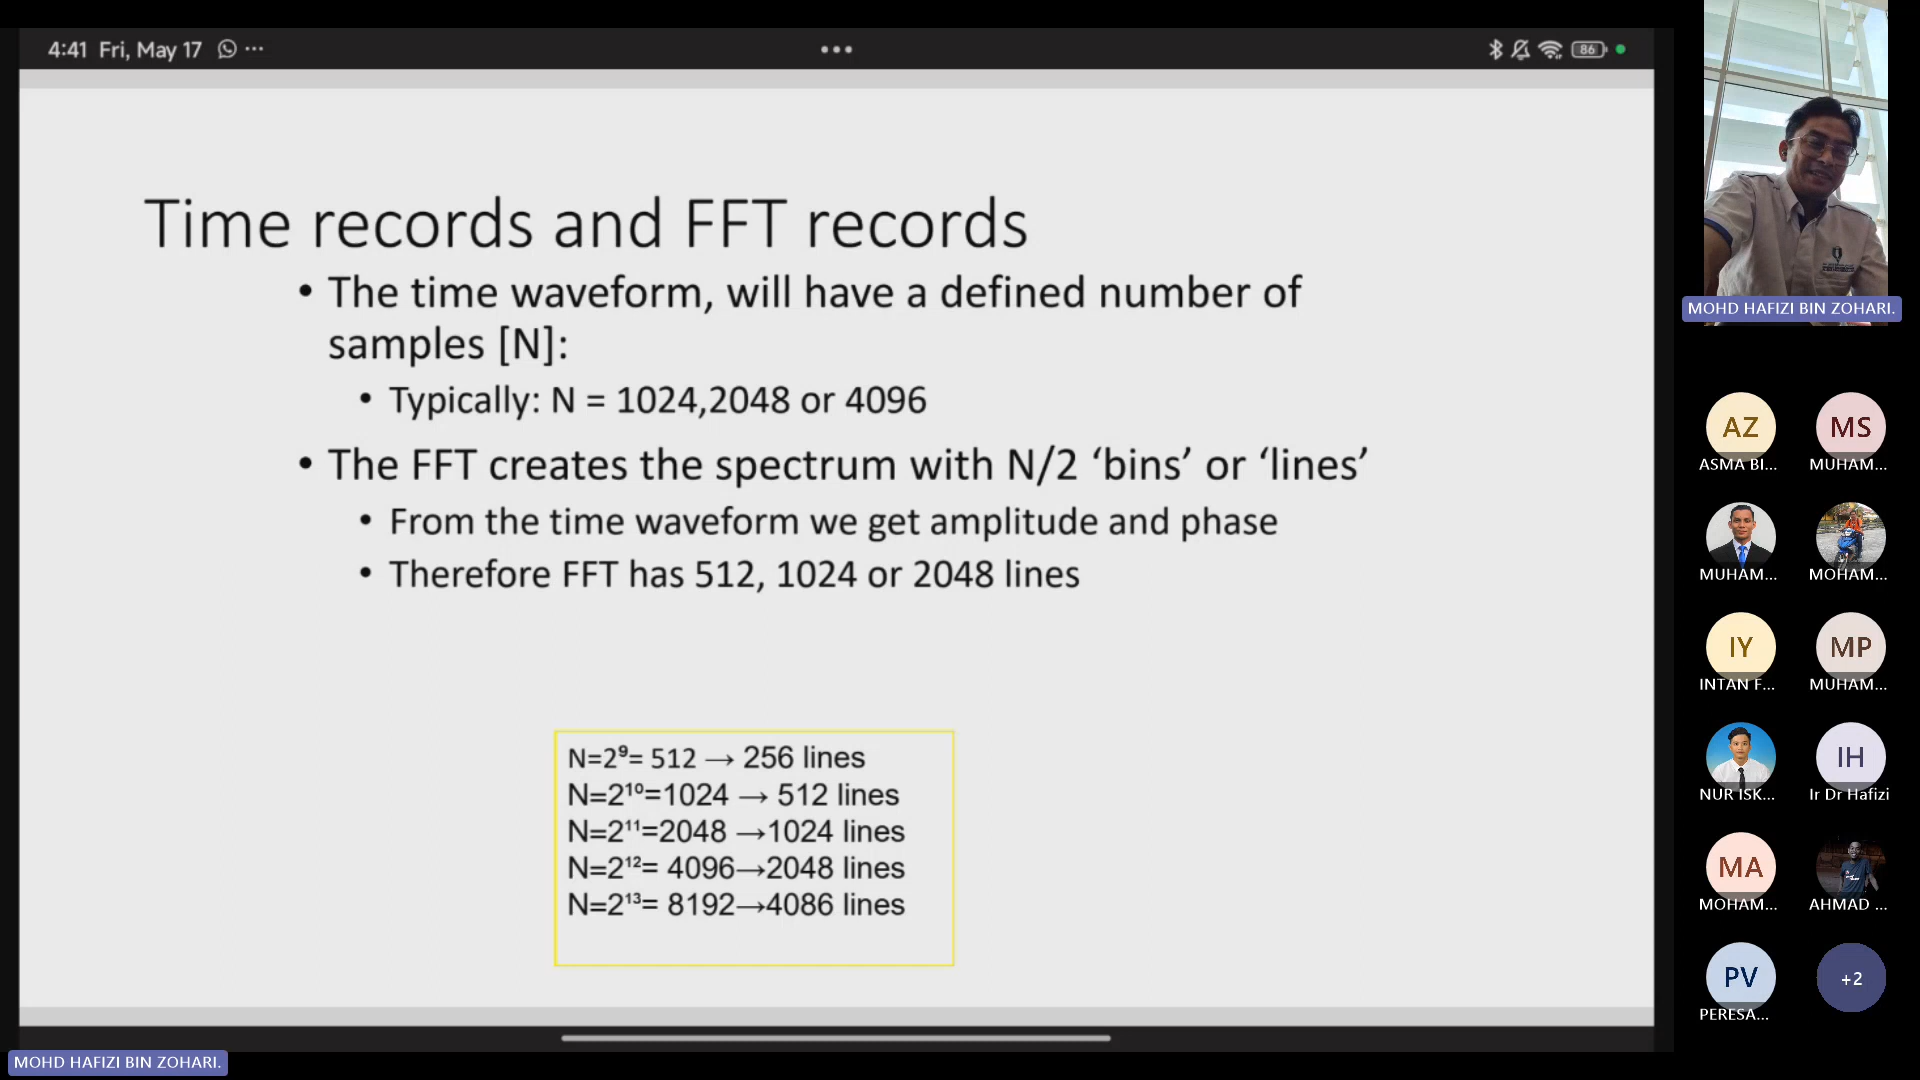 4:41 Fri, May 17 ...
86
Time records and FFT records
• The time waveform, will have a defined number of
samples [N]:
• Typically: N = 1024,2048 or 4096
• The FFT creates the spectrum with N/2 ‘bins’ or ‘lines’
• From the time waveform we get amplitude and phase
• Therefore FFT has 512, 1024 or 2048 lines
N=2⁹= 512 → 256 lines
N=2¹⁰=1024 → 512 lines
N=2¹¹=2048 →1024 lines
N=2¹²= 4096→2048 lines
N=2¹³= 8192→4086 lines
MOHD HAFIZI BIN ZOHARI.
MOHD HAFIZI BIN ZOHARI.
AZ
ASMA BI...
MS
MUHAM...
MUHAM...
MOHAM...
IY
INTAN F...
MP
MUHAM...
NUR ISK...
IH
Ir Dr Hafizi
MA
MOHAM...
AHMAD ...
PV
PERESA...
+2